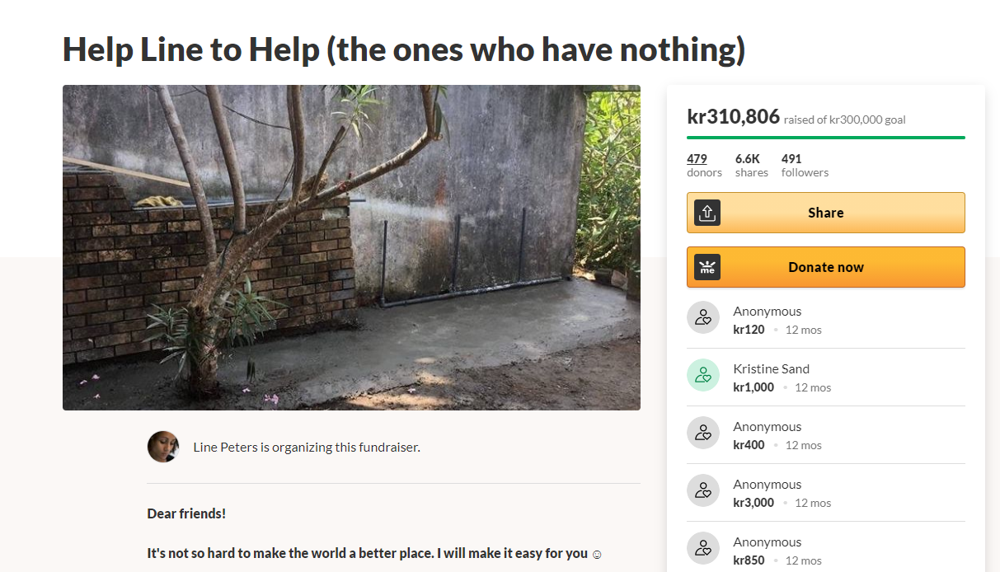 Help Line to Help (the ones who have nothing)
kr310,806 raised of kr300,000 goal
479 6.6K 491
donors shares followers
Share
me Donate now
Anonymous
kr120 • 12 mos
Kristine Sand
kr1,000 • 12 mos
Anonymous
kr400 • 12 mos
Anonymous
kr3,000 • 12 mos
Anonymous
kr850 • 12 mos
Line Peters is organizing this fundraiser.
Dear friends!
It's not so hard to make the world a better place. I will make it easy for you ☺